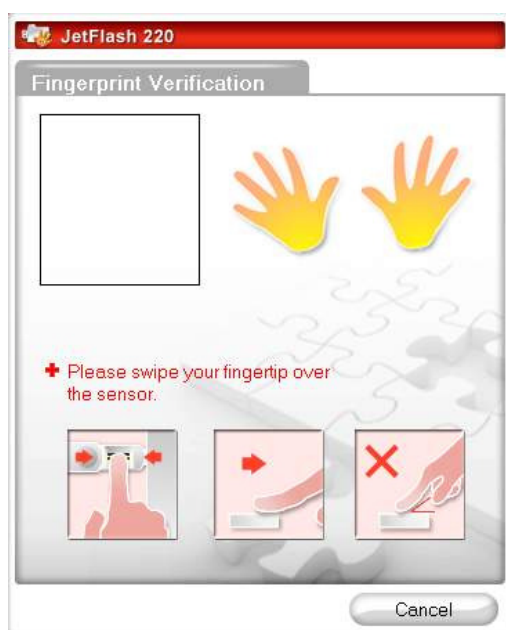 JetFlash 220
Fingerprint Verification
Please swipe your fingertip over
the sensor.
Cancel